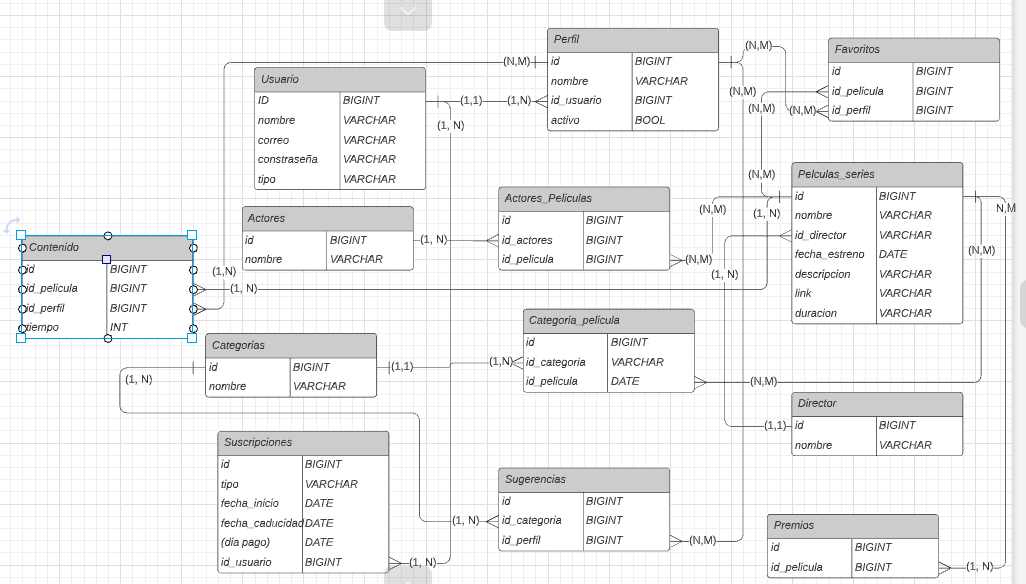 Perfil
id BIGINT
nombre VARCHAR
id_usuario BIGINT
activo BOOL
Favoritos
id BIGINT
id_pelicula BIGINT
id_perfil BIGINT
Usuario
ID BIGINT
nombre VARCHAR
correo VARCHAR
constraseña VARCHAR
tipo VARCHAR
(N,M)
(N,M)
(1,1)
(1,N)
(1, N)
(N,M)
(N,M)
(N,M)
(N,M)
Pelculas_series
id BIGINT
nombre VARCHAR
id_director VARCHAR
fecha_estreno DATE
descripcion VARCHAR
link VARCHAR
duracion VARCHAR
Actores_Peliculas
id BIGINT
id_actores BIGINT
id_pelicula BIGINT
Actores
id BIGINT
nombre VARCHAR
(1, N)
(N,M)
(1, N)
N,M
(N,M)
(N,M)
(1, N)
Contenido
id BIGINT
id_pelicula BIGINT
id_perfil BIGINT
tiempo INT
(1,N)
(1, N)
Categoria_pelicula
id BIGINT
id_categoria VARCHAR
id_pelicula DATE
Categorias
id BIGINT
nombre VARCHAR
(1, N)
(1,1)
(1,N)
(N,M)
Director
id BIGINT
nombre VARCHAR
(1,1)
Suscripciones
id BIGINT
tipo VARCHAR
fecha_inicio DATE
fecha_caducidad DATE
(dia pago) DATE
id_usuario BIGINT
(1, N)
Sugerencias
id BIGINT
id_categoria BIGINT
id_perfil BIGINT
(1, N)
(N,M)
Premios
id BIGINT
id_pelicula BIGINT
(1, N)